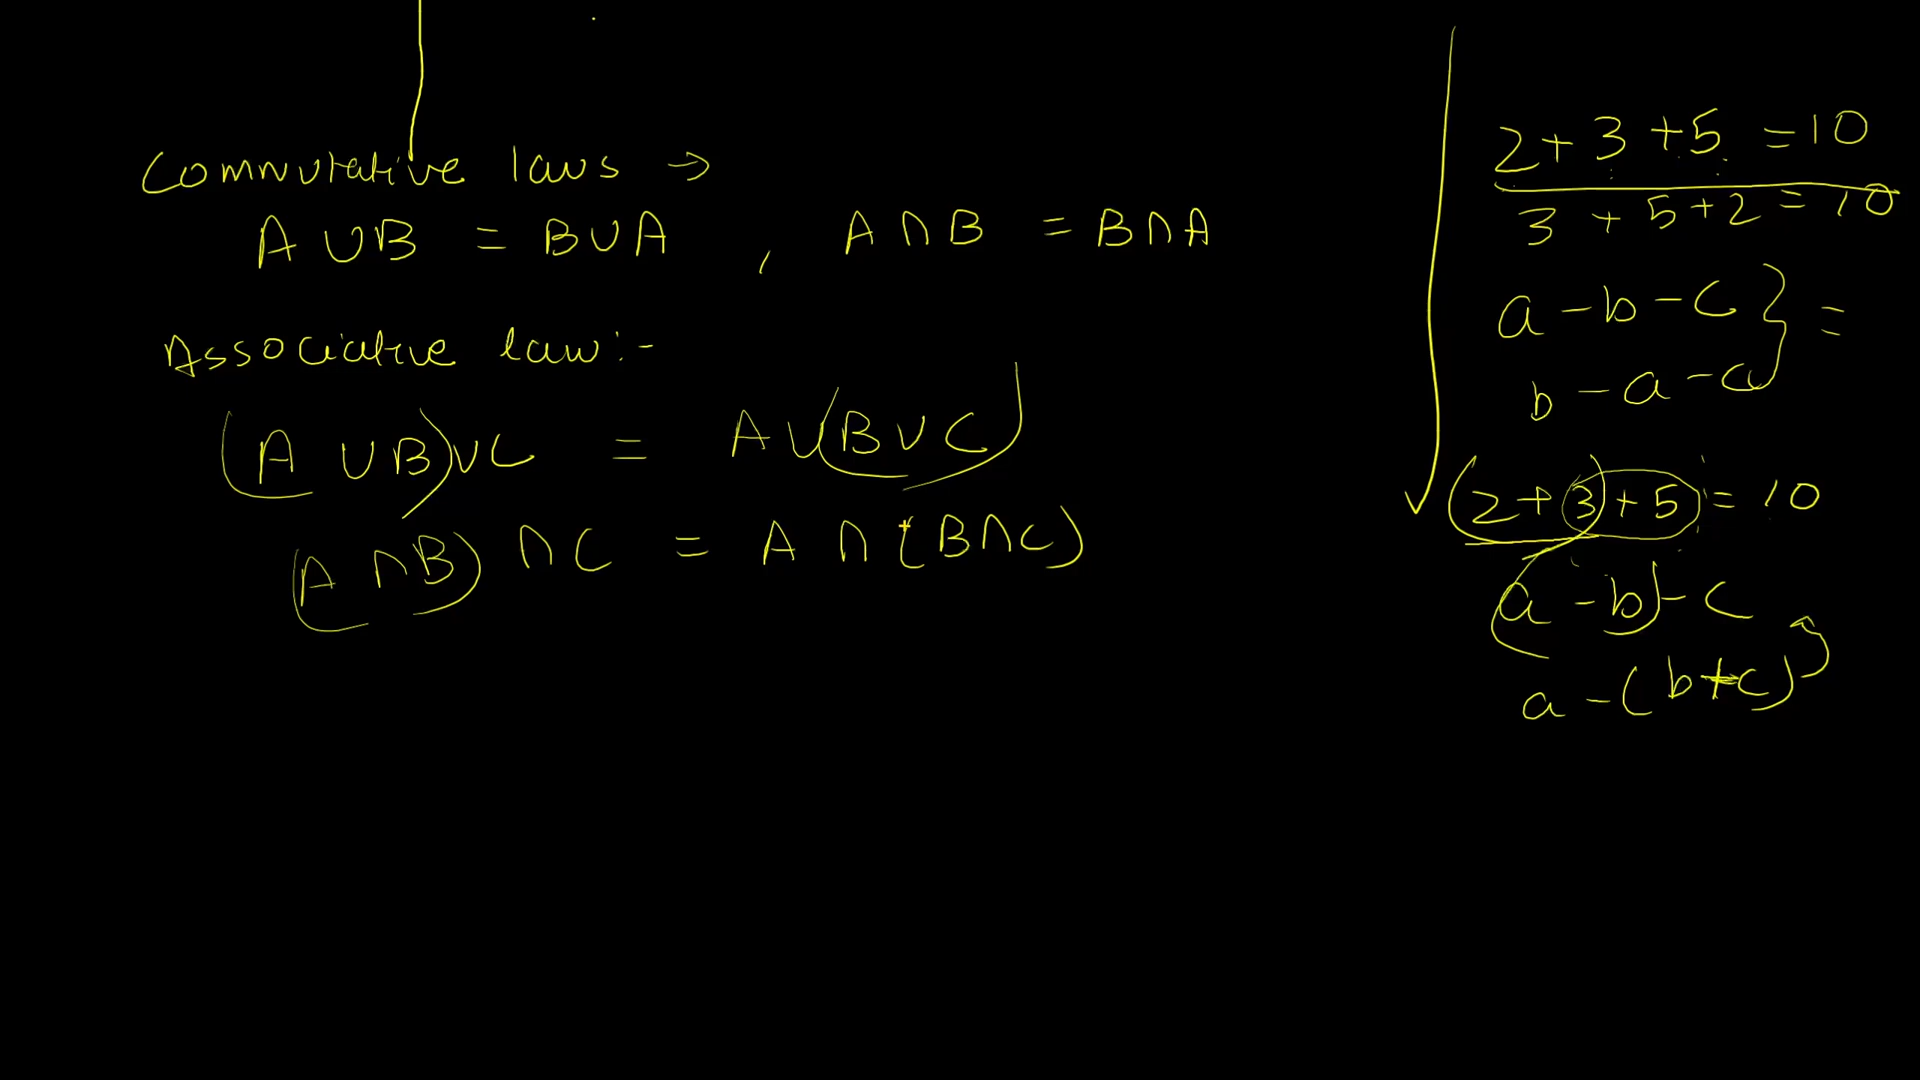 Commutative laws →
A ∪ B = B ∪ A , A ∩ B = B ∩ A
Associative law :-
(A ∪ B) ∪ C = A ∪ (B ∪ C)
(A ∩ B) ∩ C = A ∩ (B ∩ C)
2 + 3 + 5 = 10
3 + 5 + 2 = 10
a - b - c } =
b - a - c
(2 + 3) + 5 = 10
(a - b) - c
a - (b + c)